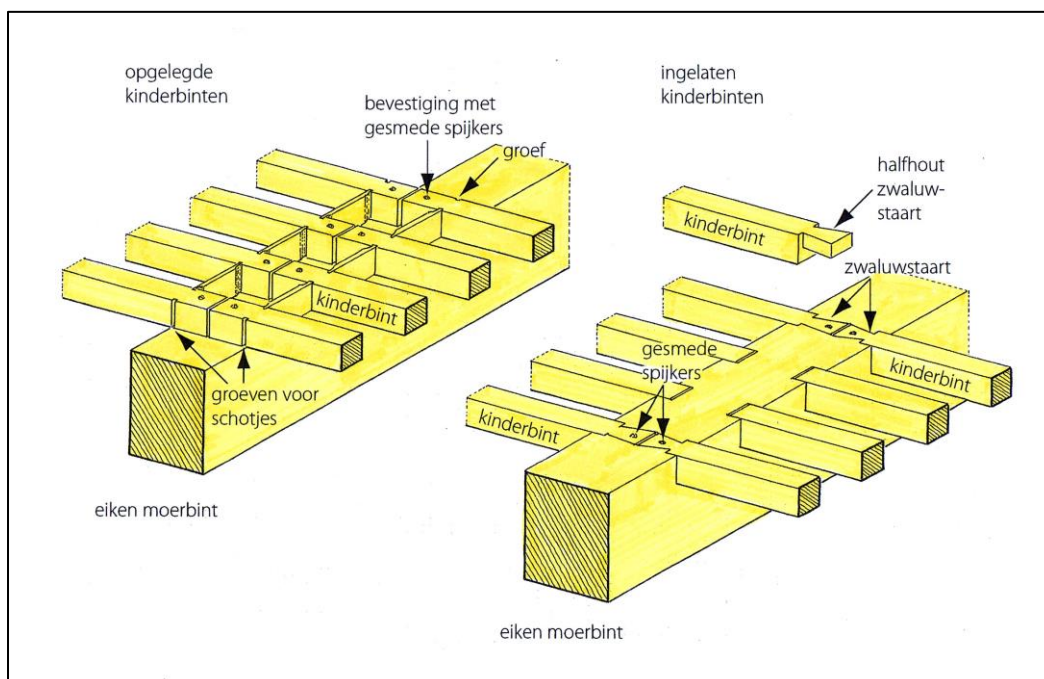 opgelegde
kinderbinten
bevestiging met
gesmede spijkers
groef
kinderbint
groeven voor
schotjes
eiken moerbint
ingelaten
kinderbinten
halfhout
zwaluw-
staart
kinderbint
zwaluwstaart
gesmede
spijkers
kinderbint
kinderbint
eiken moerbint